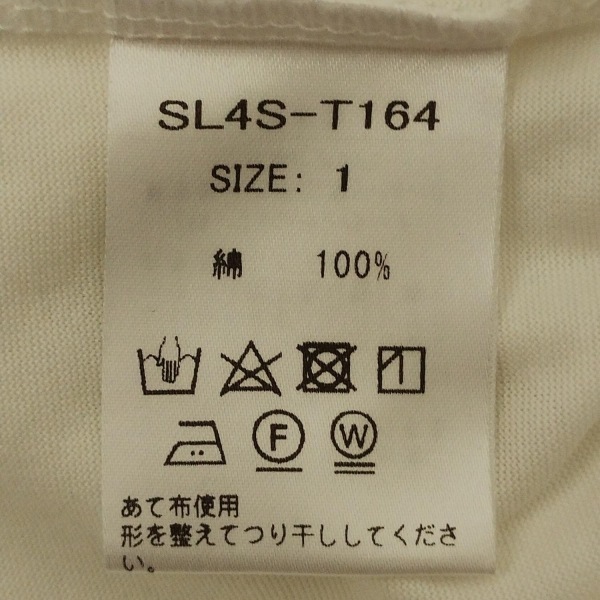 SL4S-T164
SIZE: 1
綿 100%
F W
あて布使用
形を整えてつり干ししてくださ
い。